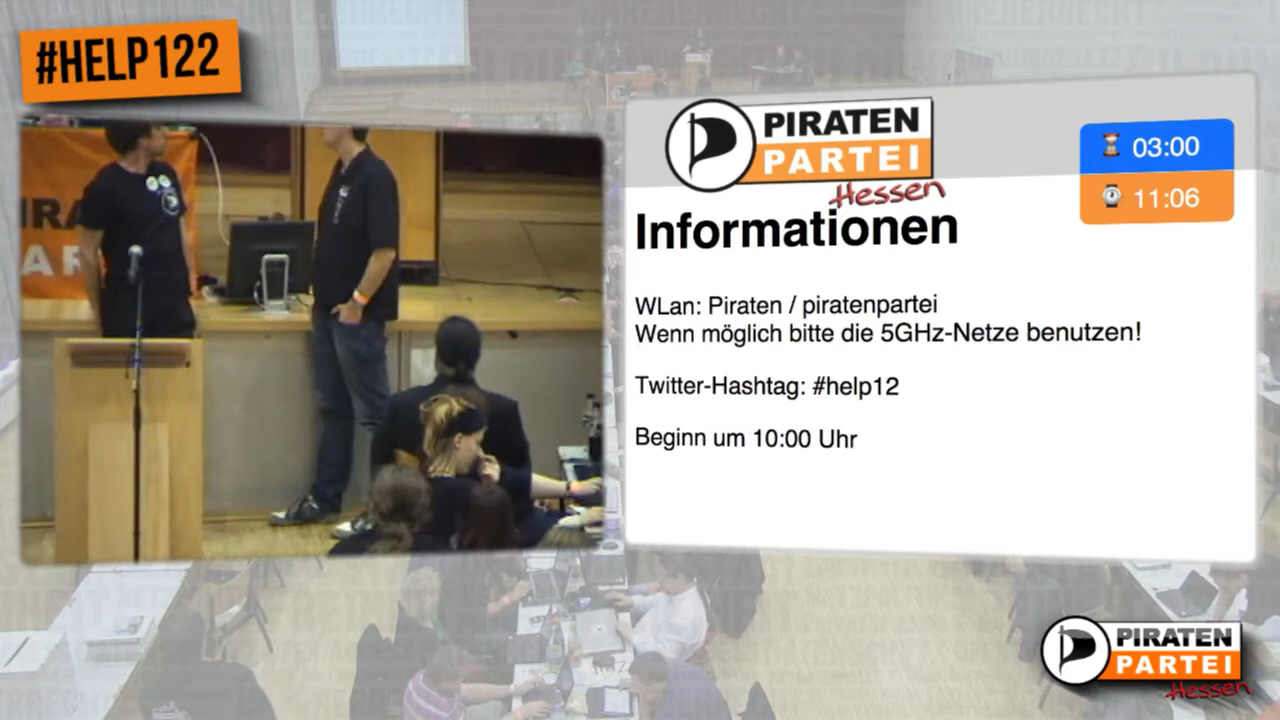 #HELP122
PIRATEN
PARTEI
Hessen
03:00
11:06
Informationen
WLan: Piraten / piratenpartei
Wenn möglich bitte die 5GHz-Netze benutzen!
Twitter-Hashtag: #help12
Beginn um 10:00 Uhr
PIRATEN
PARTEI
Hessen